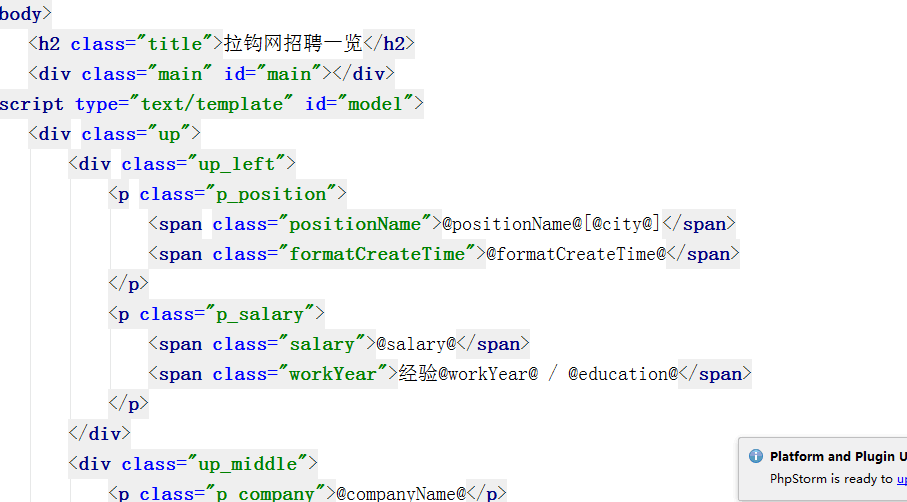 body>
<h2 class="title">拉钩网招聘一览</h2>
<div class="main" id="main"></div>
script type="text/template" id="model">
<div class="up">
<div class="up_left">
<p class="p_position">
<span class="positionName">@positionName@[@city@]</span>
<span class="formatCreateTime">@formatCreateTime@</span>
</p>
<p class="p_salary">
<span class="salary">@salary@</span>
<span class="workYear">经验@workYear@ / @education@</span>
</p>
</div>
<div class="up_middle">
<p class="p_company">@companyName@</p>
Platform and Plugin U
PhpStorm is ready to up